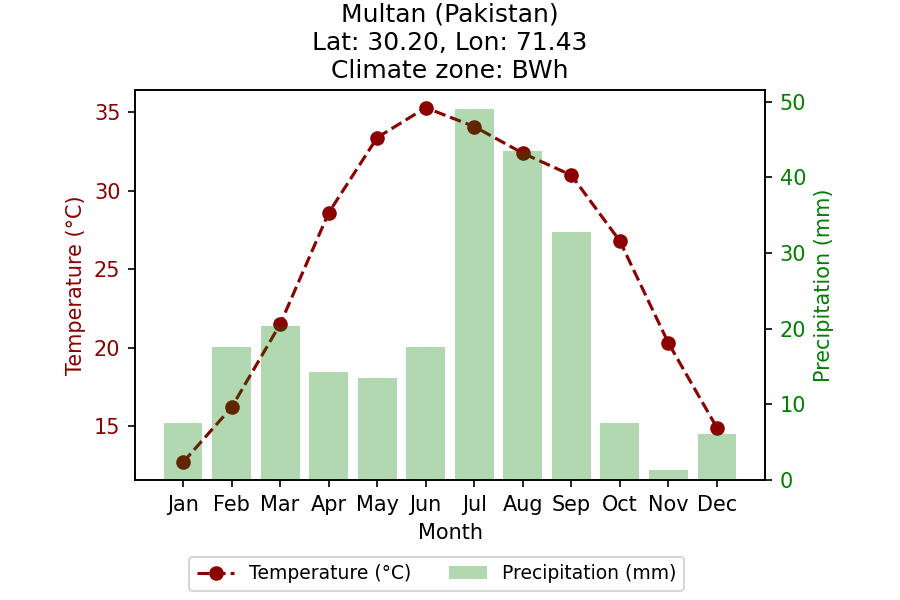 Multan (Pakistan)
Lat: 30.20, Lon: 71.43
Climate zone: BWh
Temperature (°C)
35
30
25
20
15
Precipitation (mm)
50
40
30
20
10
0
Jan Feb Mar Apr May Jun Jul Aug Sep Oct Nov Dec
Month
Temperature (°C) Precipitation (mm)